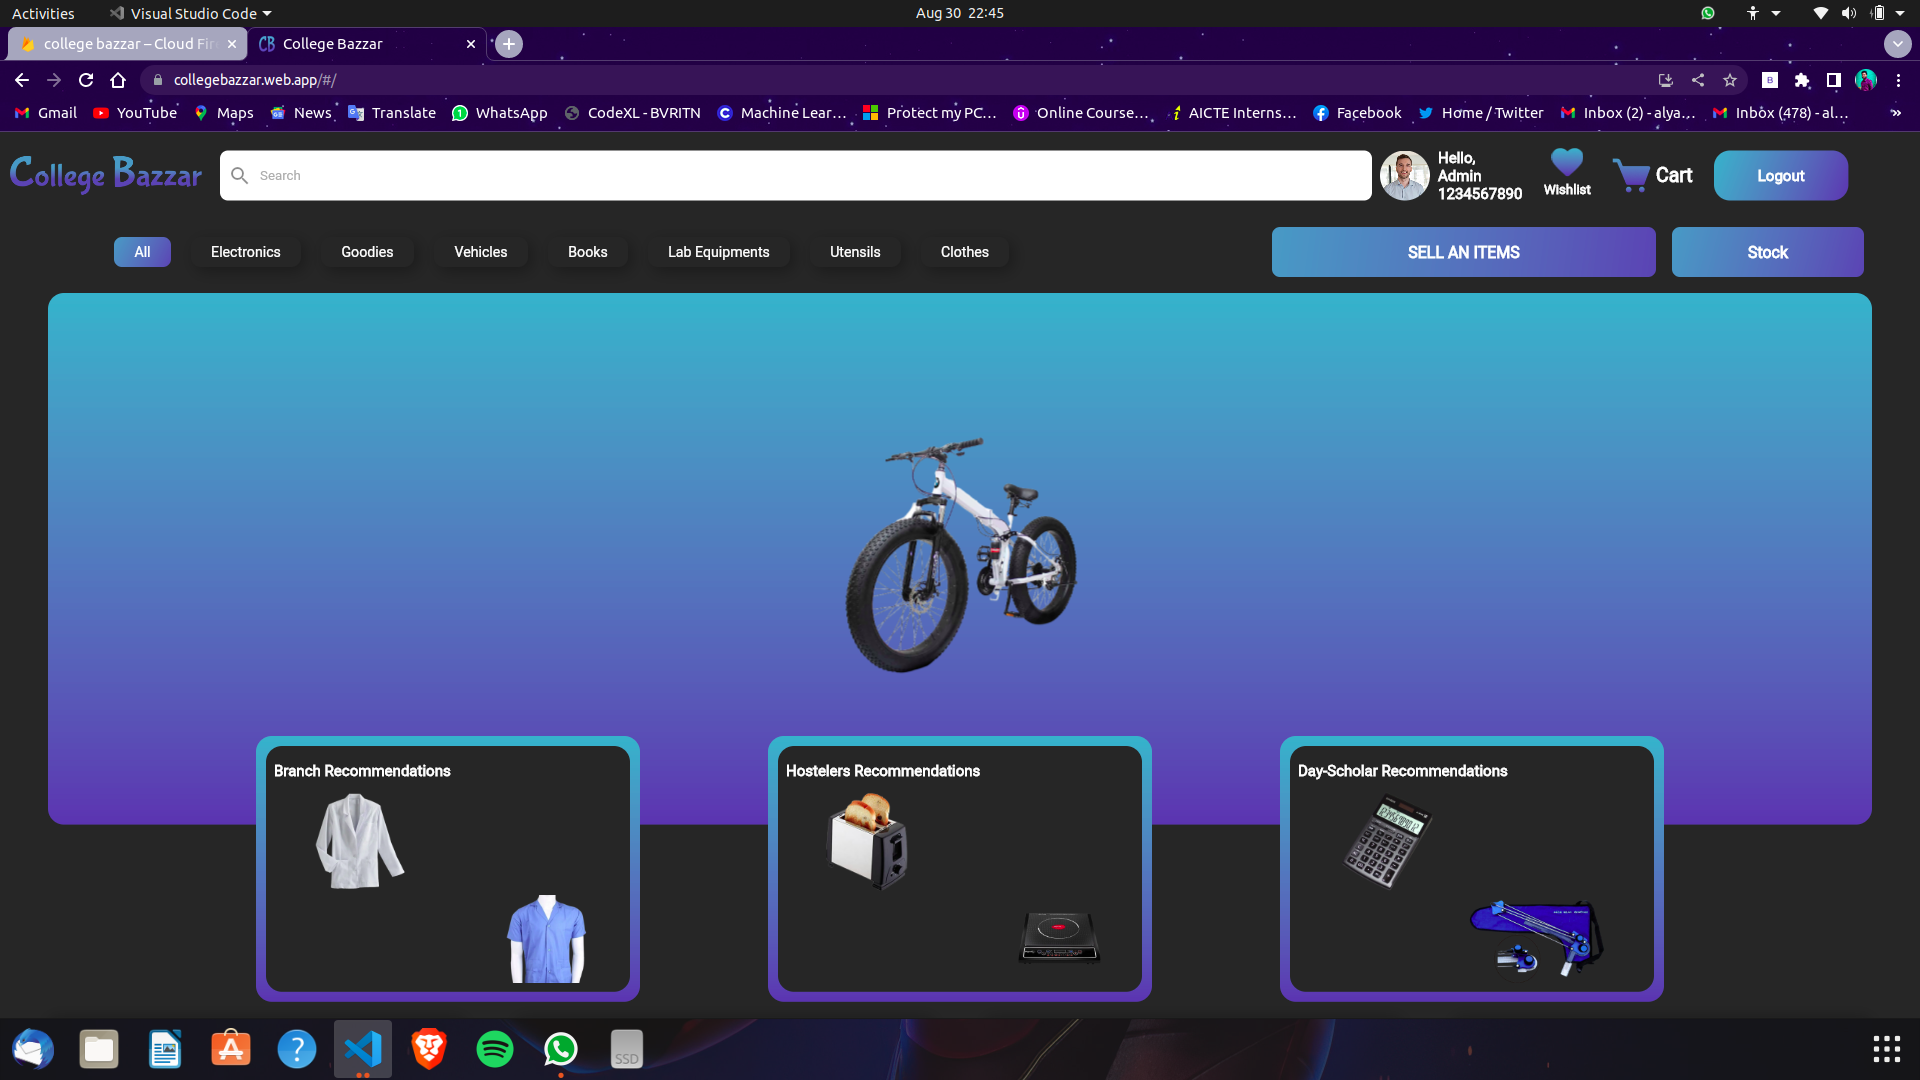 Activities
Visual Studio Code
Aug 30 22:45
college bazzar – Cloud Fir
College Bazzar
collegebazzar.web.app/#/
Gmail
YouTube
Maps
News
Translate
WhatsApp
CodeXL - BVRITN
Machine Lear…
Protect my PC…
Online Course…
AICTE Interns…
Facebook
Home / Twitter
Inbox (2) - alya…
Inbox (478) - al…
»
College Bazzar
Search
Hello,
Admin
1234567890
Wishlist
Cart
Logout
All
Electronics
Goodies
Vehicles
Books
Lab Equipments
Utensils
Clothes
SELL AN ITEMS
Stock
Branch Recommendations
Hostelers Recommendations
Day-Scholar Recommendations
SSD